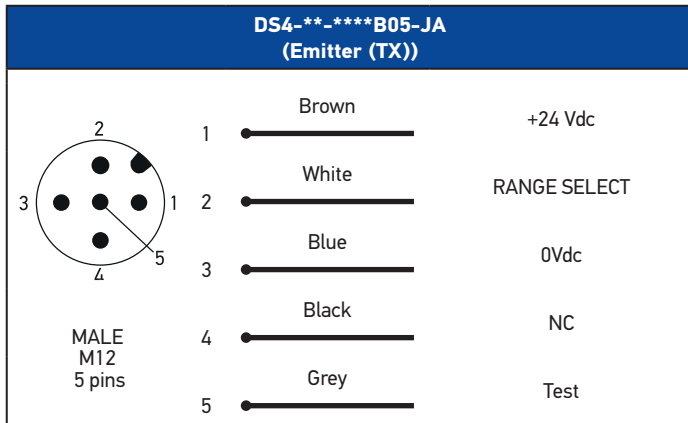 DS4-**-****B05-JA
(Emitter (TX))
2
3
1
5
4
MALE
M12
5 pins
1 Brown +24 Vdc
2 White RANGE SELECT
3 Blue 0Vdc
4 Black NC
5 Grey Test